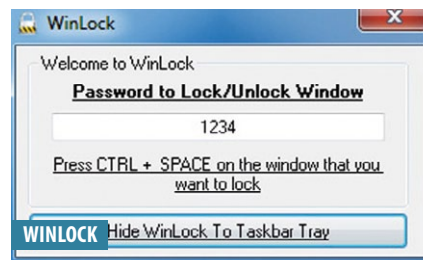 WinLock
Welcome to WinLock
Password to Lock/Unlock Window
1234
Press CTRL + SPACE on the window that you
want to lock
WINLOCK Hide WinLock To Taskbar Tray